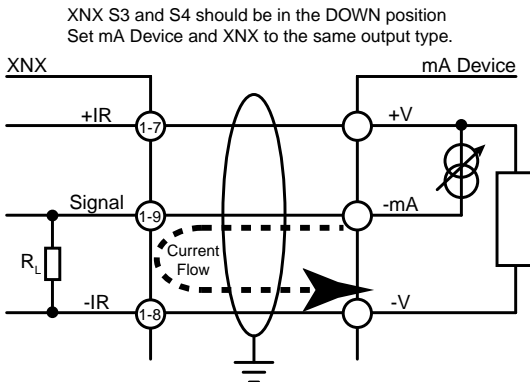 XNX S3 and S4 should be in the DOWN position
Set mA Device and XNX to the same output type.
XNX
mA Device
+IR
1-7
+V
Signal
1-9
-mA
Current
Flow
RL
-IR
1-8
-V